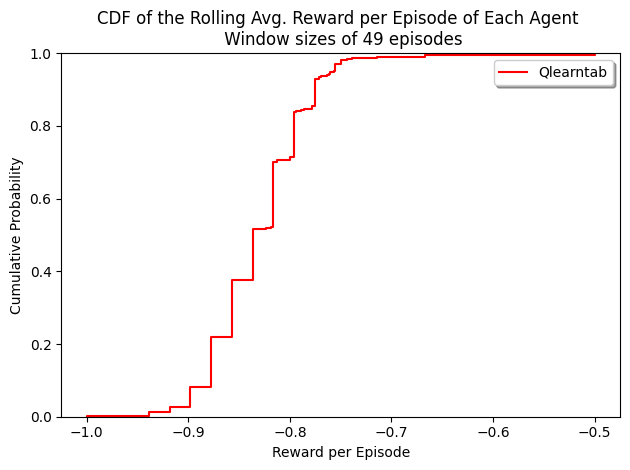 CDF of the Rolling Avg. Reward per Episode of Each Agent
Window sizes of 49 episodes
Qlearntab
Cumulative Probability
1.0
0.8
0.6
0.4
0.2
0.0
−1.0 −0.9 −0.8 −0.7 −0.6 −0.5
Reward per Episode